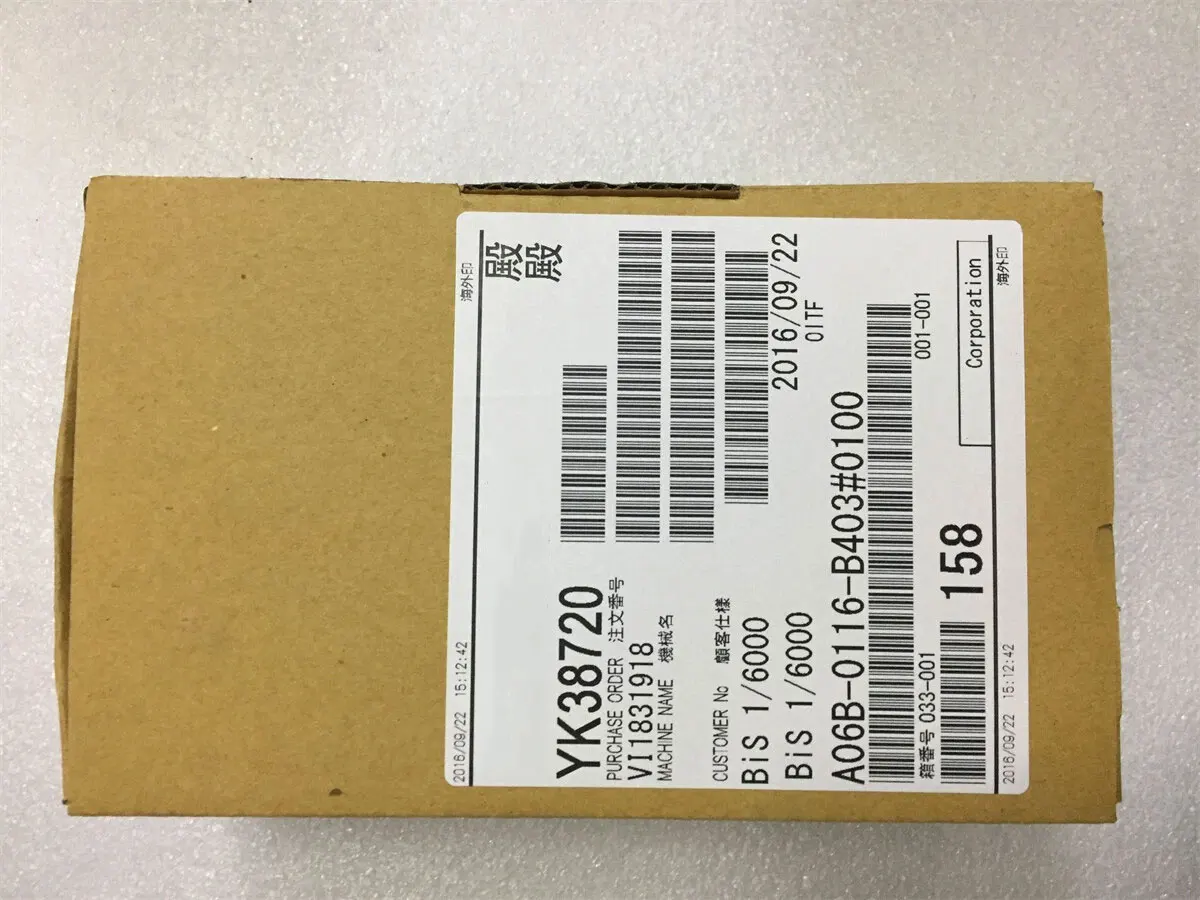 2016/09/22 15:12:42 海外印
殿
殿
YK38720
PURCHASE ORDER 注文番号
VI1831918
MACHINE NAME 機械名
CUSTOMER No 顧客仕様
BiS 1/6000
2016/09/22
BiS 1/6000
OITF
A06B-0116-B403#0100
箱番号 033-001
001-001
158
Corporation
2016/09/22 15:12:42 海外印